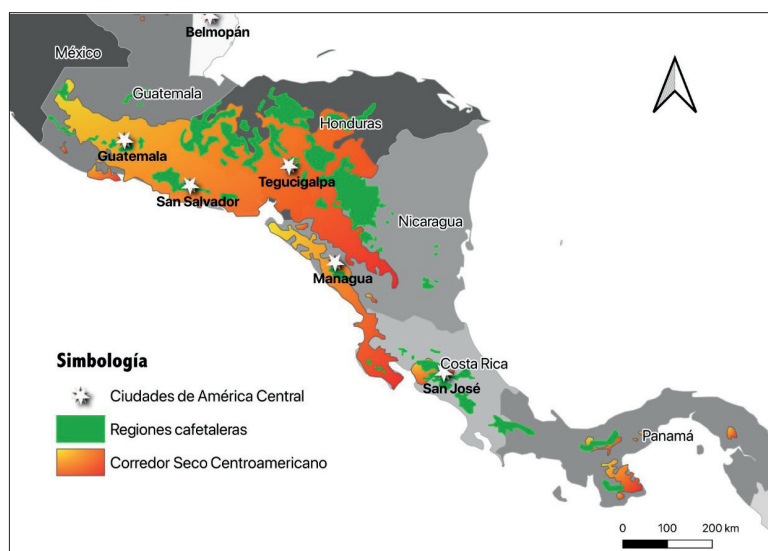 Belmopán
México
Guatemala
Honduras
Guatemala
Tegucigalpa
San Salvador
Nicaragua
Managua
Simbología
Ciudades de América Central
Regiones cafetaleras
Corredor Seco Centroamericano
Costa Rica
San José
Panamá
0 100 200 km